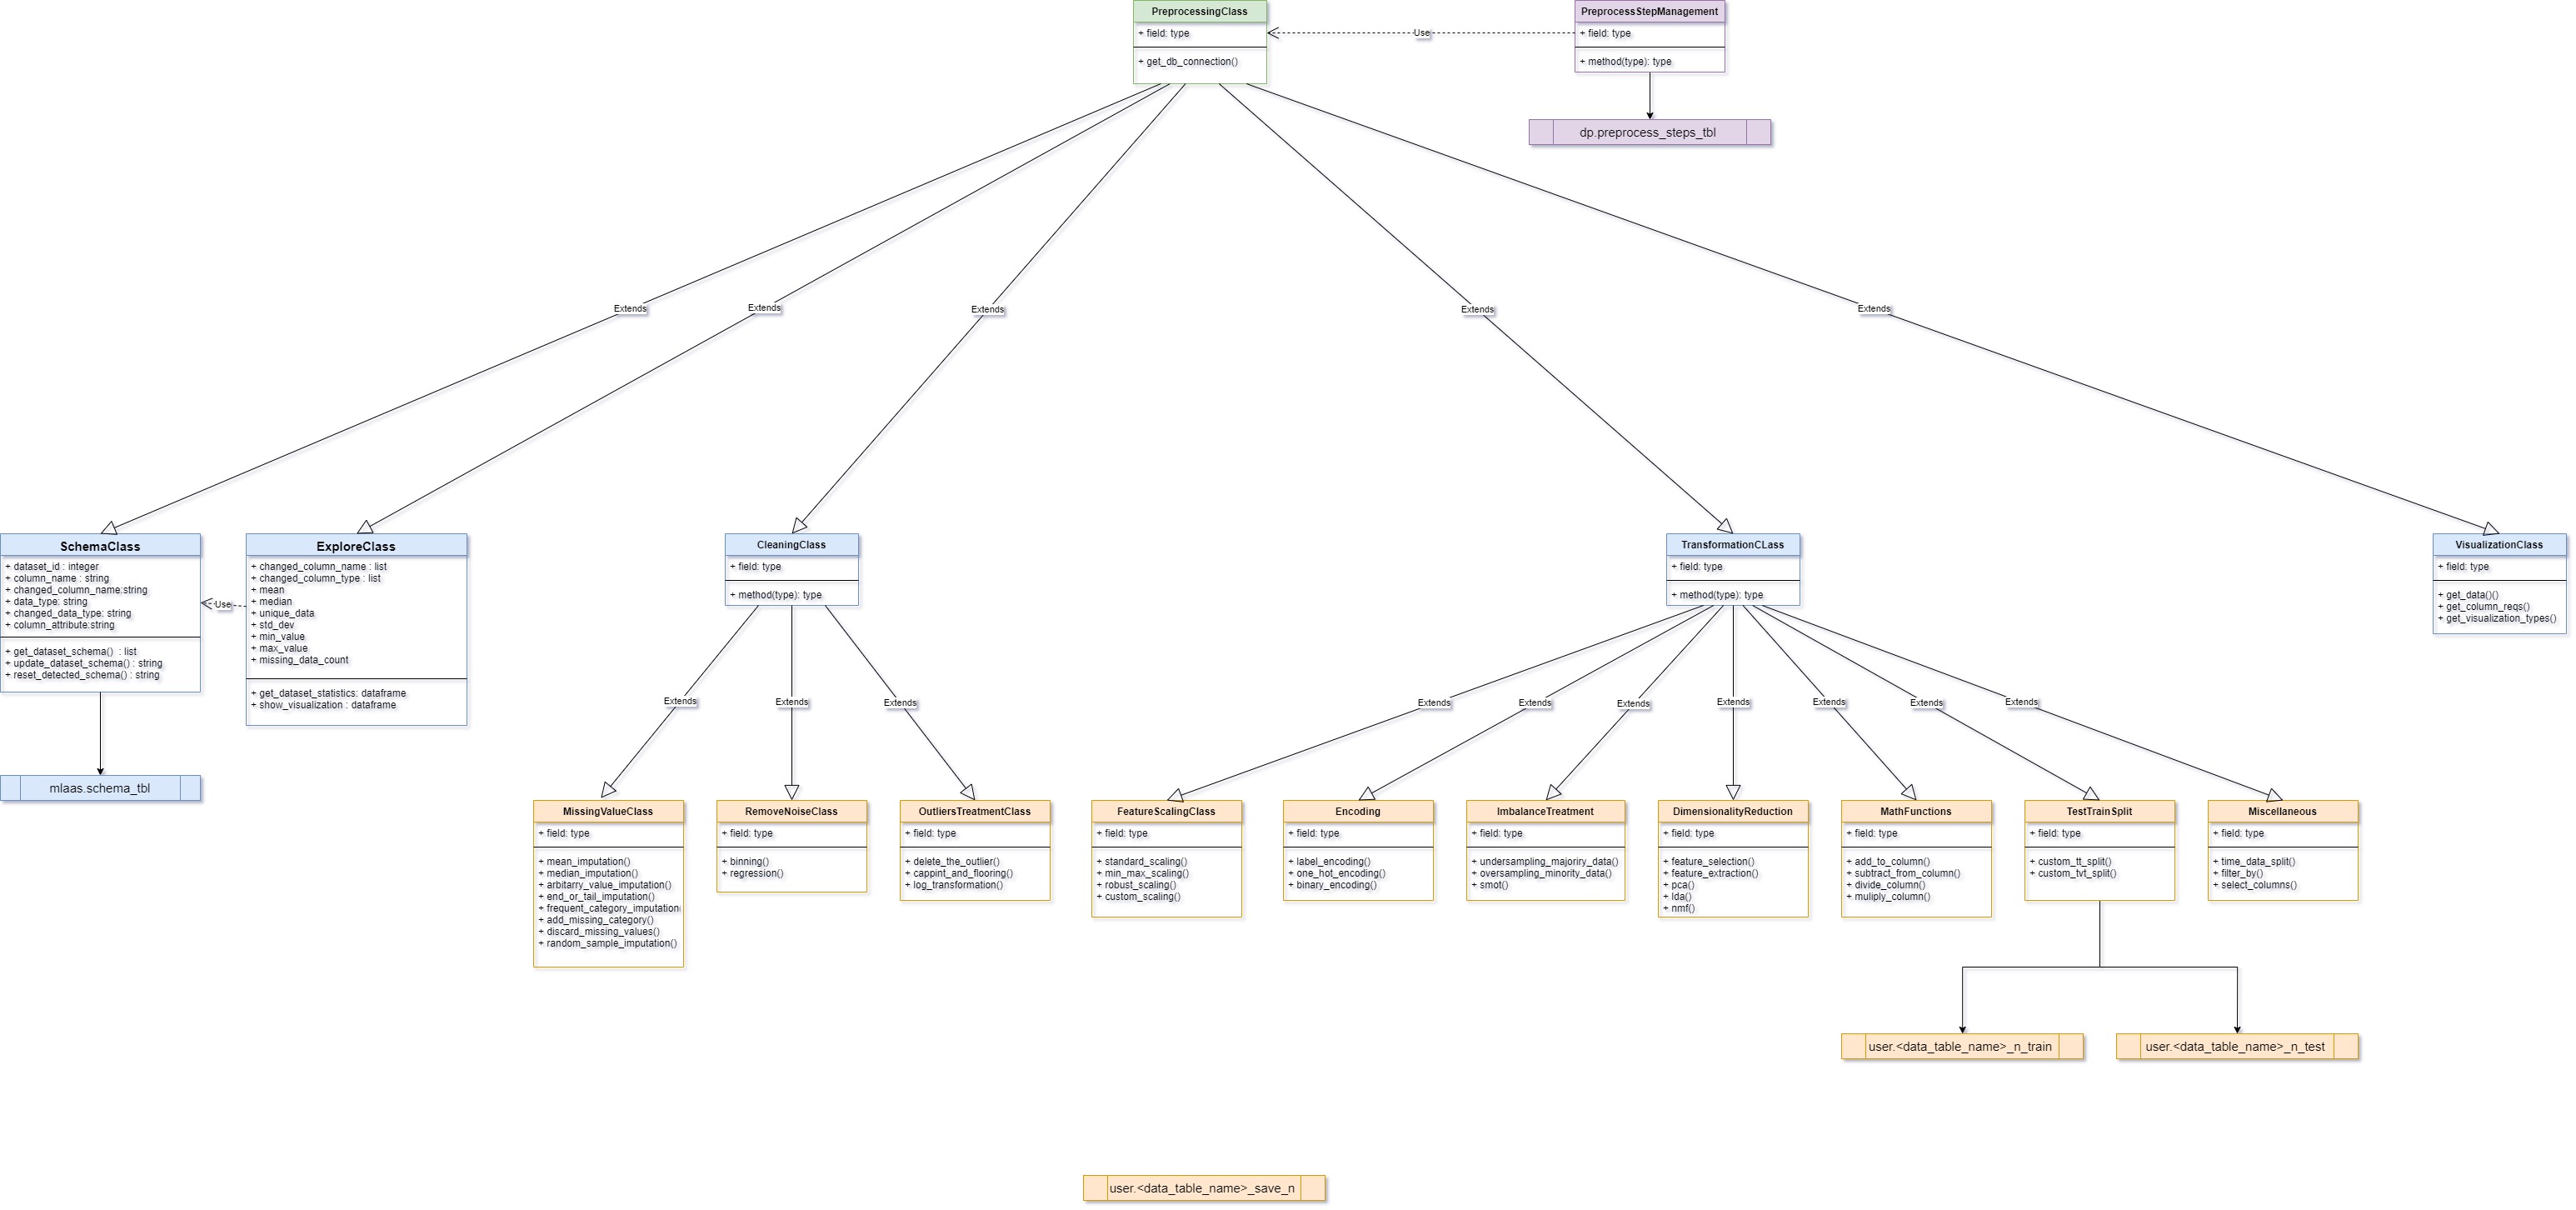 PreprocessingClass
+ field: type
+ get_db_connection()
Use
PreprocessStepManagement
+ field: type
+ method(type): type
dp.preprocess_steps_tbl
Extends
Extends
Extends
Extends
Extends
SchemaClass
+ dataset_id : integer
+ column_name : string
+ changed_column_name:string
+ data_type: string
+ changed_data_type: string
+ column_attribute:string
+ get_dataset_schema()  : list
+ update_dataset_schema() : string
+ reset_detected_schema() : string
Use
ExploreClass
+ changed_column_name : list
+ changed_column_type : list
+ mean
+ median
+ unique_data
+ std_dev
+ min_value
+ max_value
+ missing_data_count
+ get_dataset_statistics: dataframe
+ show_visualization : dataframe
CleaningClass
+ field: type
+ method(type): type
TransformationCLass
+ field: type
+ method(type): type
VisualizationClass
+ field: type
+ get_data()()
+ get_column_reqs()
+ get_visualization_types()
mlaas.schema_tbl
Extends
Extends
Extends
Extends
Extends
Extends
Extends
Extends
Extends
Extends
MissingValueClass
+ field: type
+ mean_imputation()
+ median_imputation()
+ arbitarry_value_imputation()
+ end_or_tail_imputation()
+ frequent_category_imputation
+ add_missing_category()
+ discard_missing_values()
+ random_sample_imputation()
RemoveNoiseClass
+ field: type
+ binning()
+ regression()
OutliersTreatmentClass
+ field: type
+ delete_the_outlier()
+ cappint_and_flooring()
+ log_transformation()
FeatureScalingClass
+ field: type
+ standard_scaling()
+ min_max_scaling()
+ robust_scaling()
+ custom_scaling()
Encoding
+ field: type
+ label_encoding()
+ one_hot_encoding()
+ binary_encoding()
ImbalanceTreatment
+ field: type
+ undersampling_majoriry_data()
+ oversampling_minority_data()
+ smot()
DimensionalityReduction
+ field: type
+ feature_selection()
+ feature_extraction()
+ pca()
+ lda()
+ nmf()
MathFunctions
+ field: type
+ add_to_column()
+ subtract_from_column()
+ divide_column()
+ muliply_column()
TestTrainSplit
+ field: type
+ custom_tt_split()
+ custom_tvt_split()
Miscellaneous
+ field: type
+ time_data_split()
+ filter_by()
+ select_columns()
user.<data_table_name>_n_train
user.<data_table_name>_n_test
user.<data_table_name>_save_n